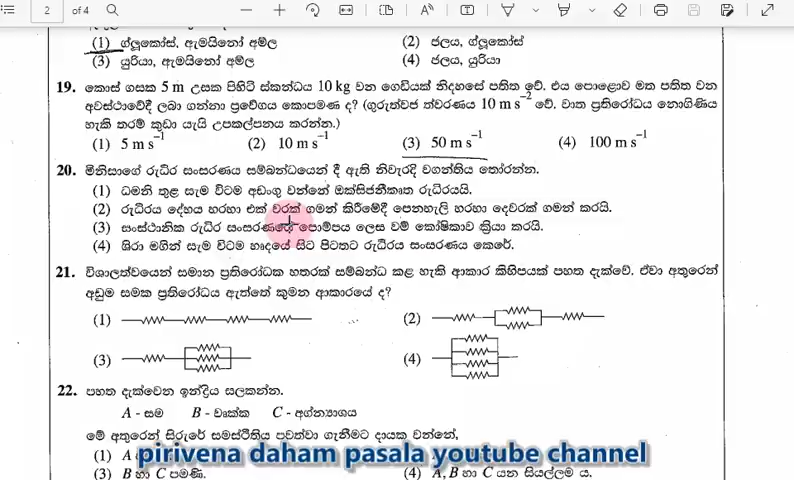 2 of 4
(1) ග්ලූකෝස්, ඇමයිනෝ අම්ල (2) ජලය, ග්ලූකෝස්
(3) යූරියා, ඇමයිනෝ අම්ල (4) ජලය, යූරියා
19. කොස් ගසක 5 m උසක පිහිටි ස්කන්ධය 10 kg වන ගෙඩියක් නිදහසේ පතිත වේ. එය පොළොව මත පතිත වන
අවස්ථාවේදී ලබා ගන්නා ප්‍රවේගය කොපමණ ද? (ගුරුත්වජ ත්වරණය 10 m s⁻² වේ. වාත ප්‍රතිරෝධය නොගිණිය
හැකි තරම් කුඩා යැයි උපකල්පනය කරන්න.)
(1) 5 m s⁻¹ (2) 10 m s⁻¹ (3) 50 m s⁻¹ (4) 100 m s⁻¹
20. මිනිසාගේ රුධිර සංසරණය සම්බන්ධයෙන් දී ඇති නිවැරදි වගන්තිය තෝරන්න.
(1) ධමනි තුළ සැම විටම අඩංගු වන්නේ ඔක්සිජනීකෘත රුධිරයයි.
(2) රුධිරය දේහය හරහා එක් වරක් ගමන් කිරීමේදී පෙනහැලි හරහා දෙවරක් ගමන් කරයි.
(3) සංස්ථානික රුධිර සංසරණයේ පොම්පය ලෙස වම් කෝෂිකාව ක්‍රියා කරයි.
(4) ශිරා මගින් සැම විටම හෘදයේ සිට පිටතට රුධිරය සංසරණය කෙරේ.
21. විශාලත්වයෙන් සමාන ප්‍රතිරෝධක හතරක් සම්බන්ධ කළ හැකි ආකාර කිහිපයක් පහත දැක්වේ. ඒවා අතුරෙන්
අඩුම සමක ප්‍රතිරෝධය ඇත්තේ කුමන ආකාරයේ ද?
(1) (2)
(3) (4)
22. පහත දැක්වෙන ඉන්ද්‍රිය සලකන්න.
A - සම B - වෘක්ක C - අග්න්‍යාශය
මේ අතුරෙන් සිරුරේ සමස්ථිතිය පවත්වා ගැනීමට දායක වන්නේ,
(1) A
pirivena daham pasala youtube channel
(3) B හා C පමණි. (4) A, B හා C යන සියල්ලම ය.